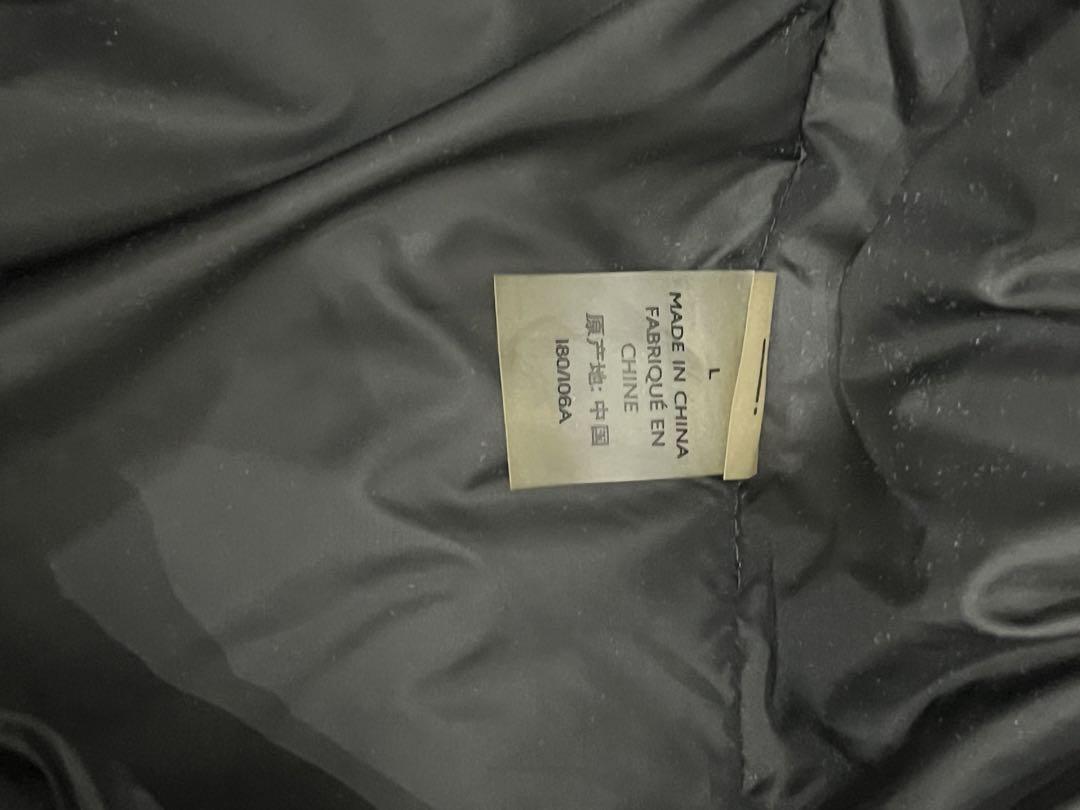 L
MADE IN CHINA
FABRIQUÉ EN
CHINE
原产地: 中国
180/106A